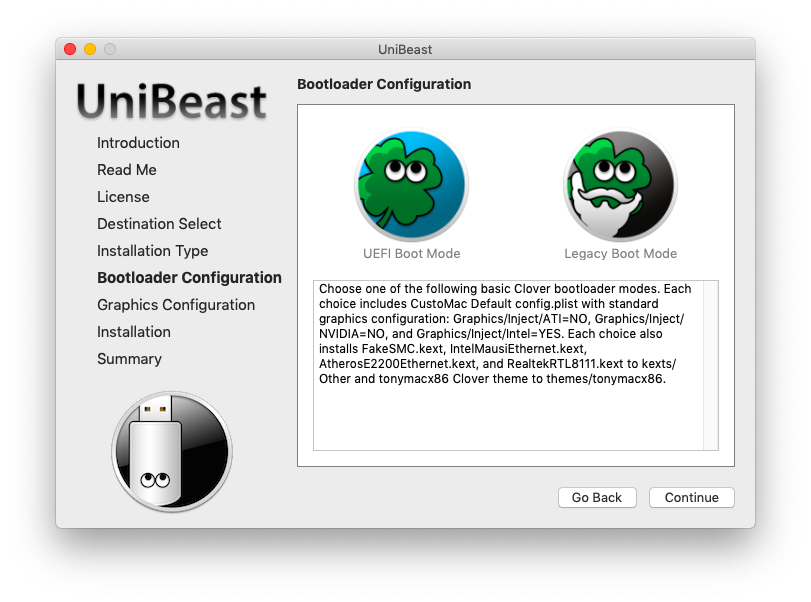 UniBeast
UniBeast
Introduction
Read Me
License
Destination Select
Installation Type
Bootloader Configuration
Graphics Configuration
Installation
Summary
Bootloader Configuration
UEFI Boot Mode
Legacy Boot Mode
Choose one of the following basic Clover bootloader modes. Each
choice includes CustoMac Default config.plist with standard
graphics configuration: Graphics/Inject/ATI=NO, Graphics/Inject/
NVIDIA=NO, and Graphics/Inject/Intel=YES. Each choice also
installs FakeSMC.kext, IntelMausiEthernet.kext,
AtherosE2200Ethernet.kext, and RealtekRTL8111.kext to kexts/
Other and tonymacx86 Clover theme to themes/tonymacx86.
Go Back
Continue